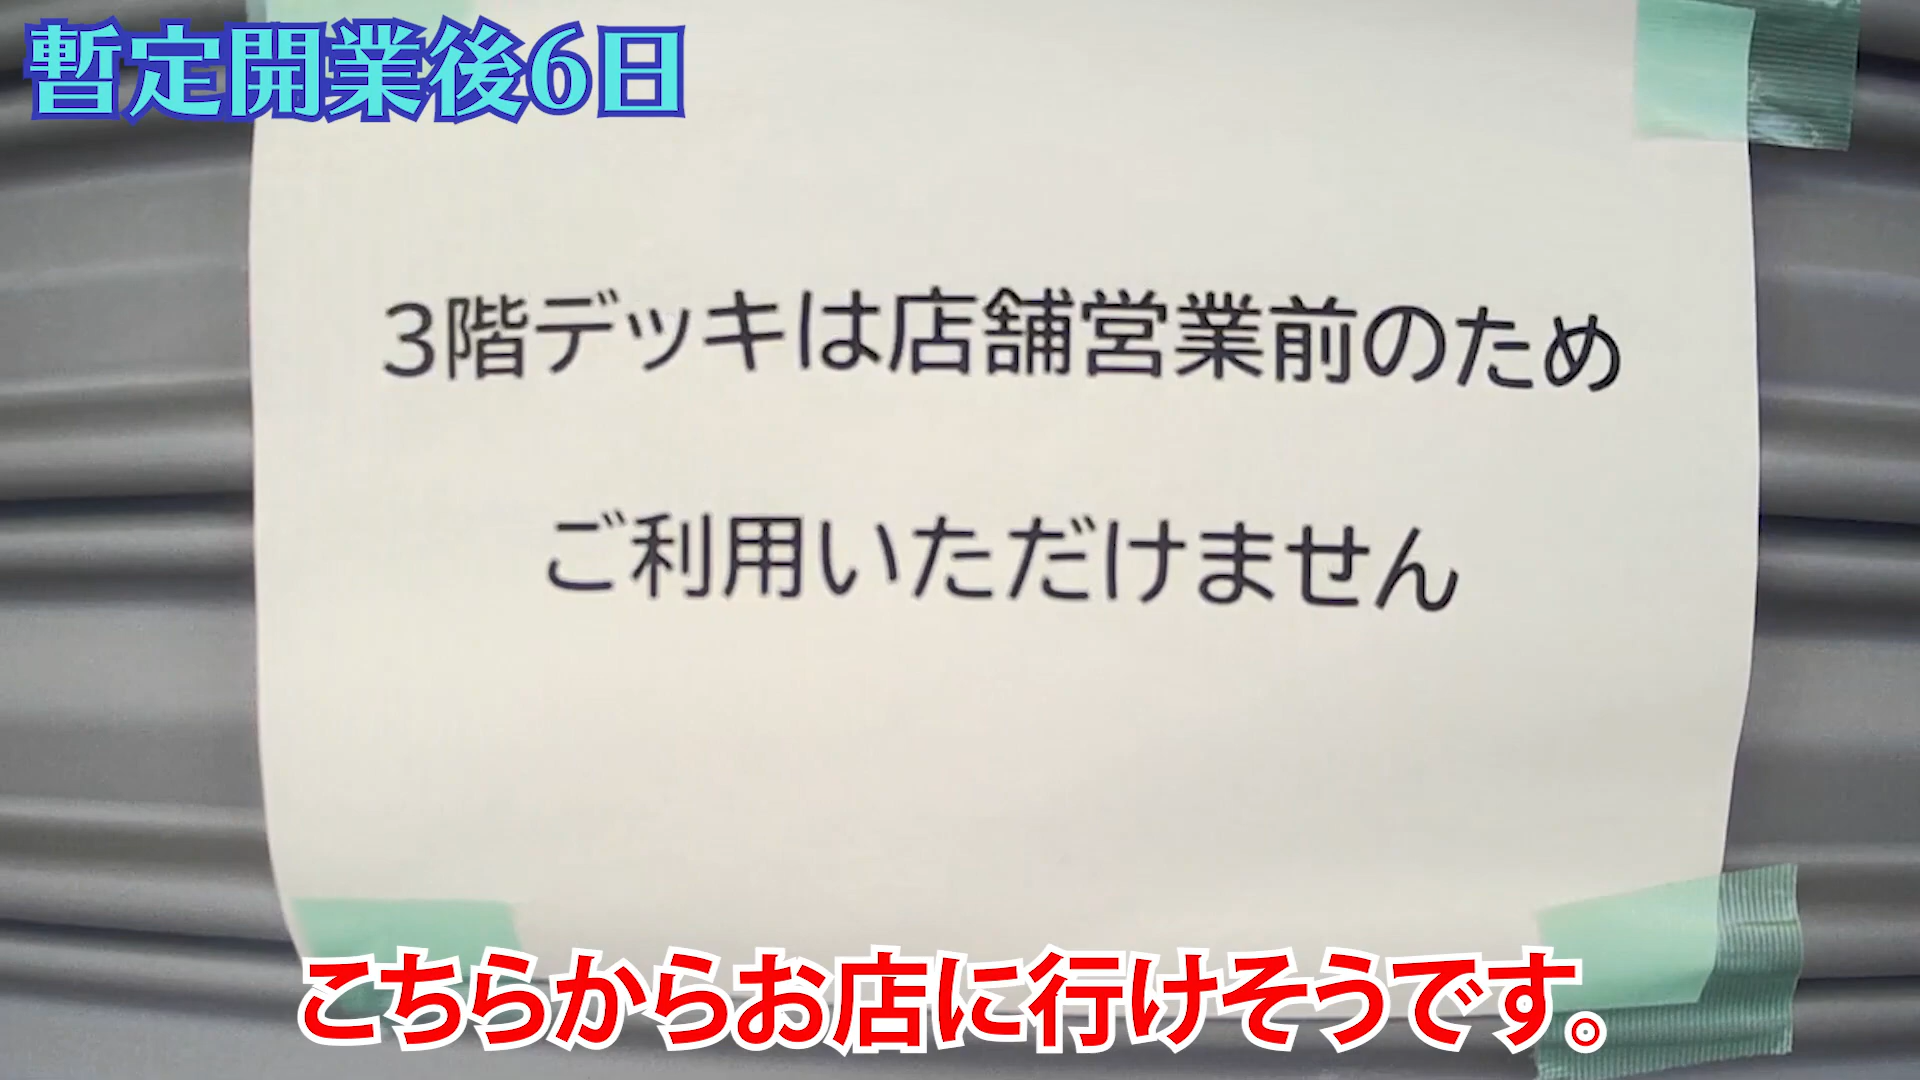 暫定開業後6日
3階デッキは店舗営業前のため
ご利用いただけません
こちらからお店に行けそうです。